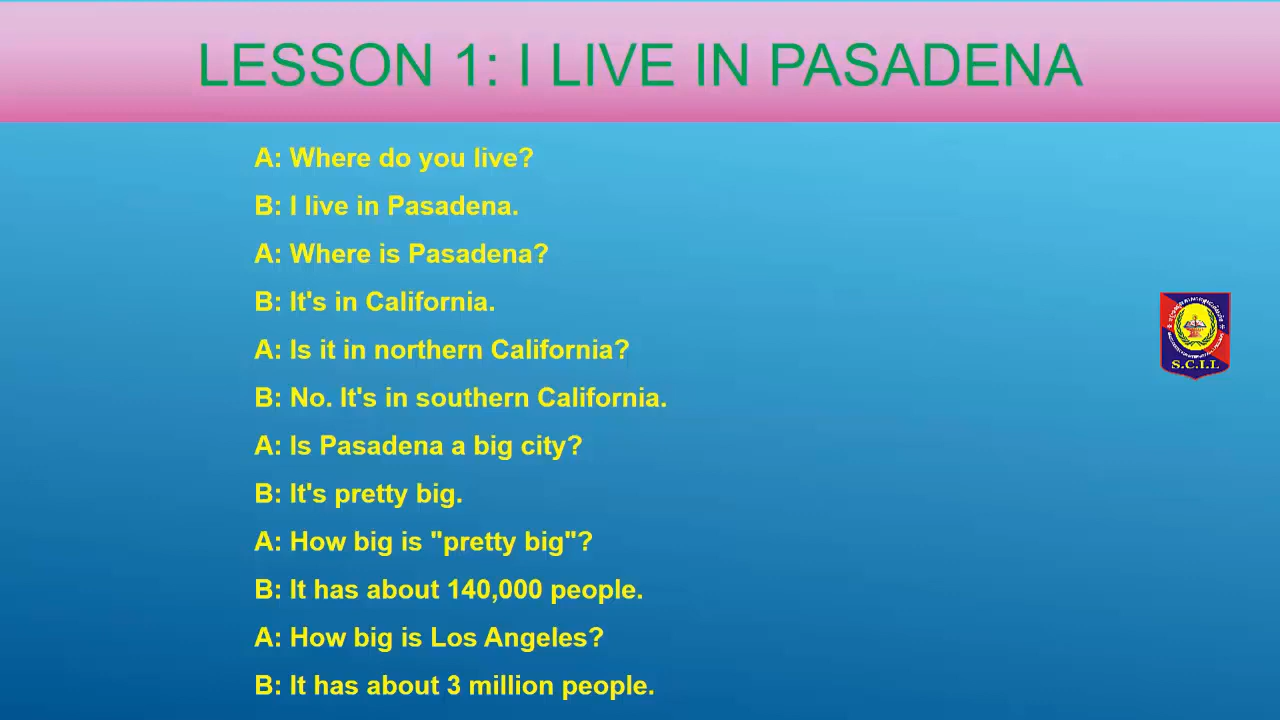 LESSON 1: I LIVE IN PASADENA
A: Where do you live?
B: I live in Pasadena.
A: Where is Pasadena?
B: It's in California.
A: Is it in northern California?
B: No. It's in southern California.
A: Is Pasadena a big city?
B: It's pretty big.
A: How big is "pretty big"?
B: It has about 140,000 people.
A: How big is Los Angeles?
B: It has about 3 million people.
S.C.I.L